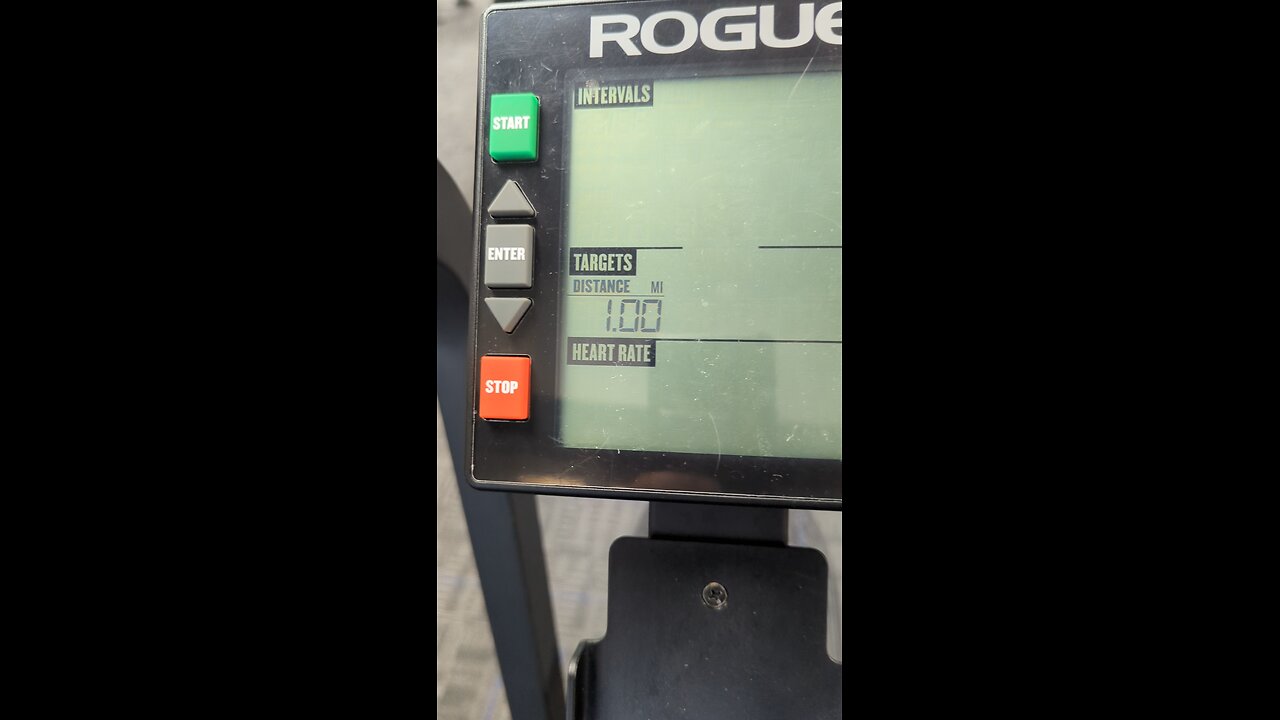 ROGUE
INTERVALS
START
ENTER
TARGETS
DISTANCE MI
1.00
HEART RATE
STOP